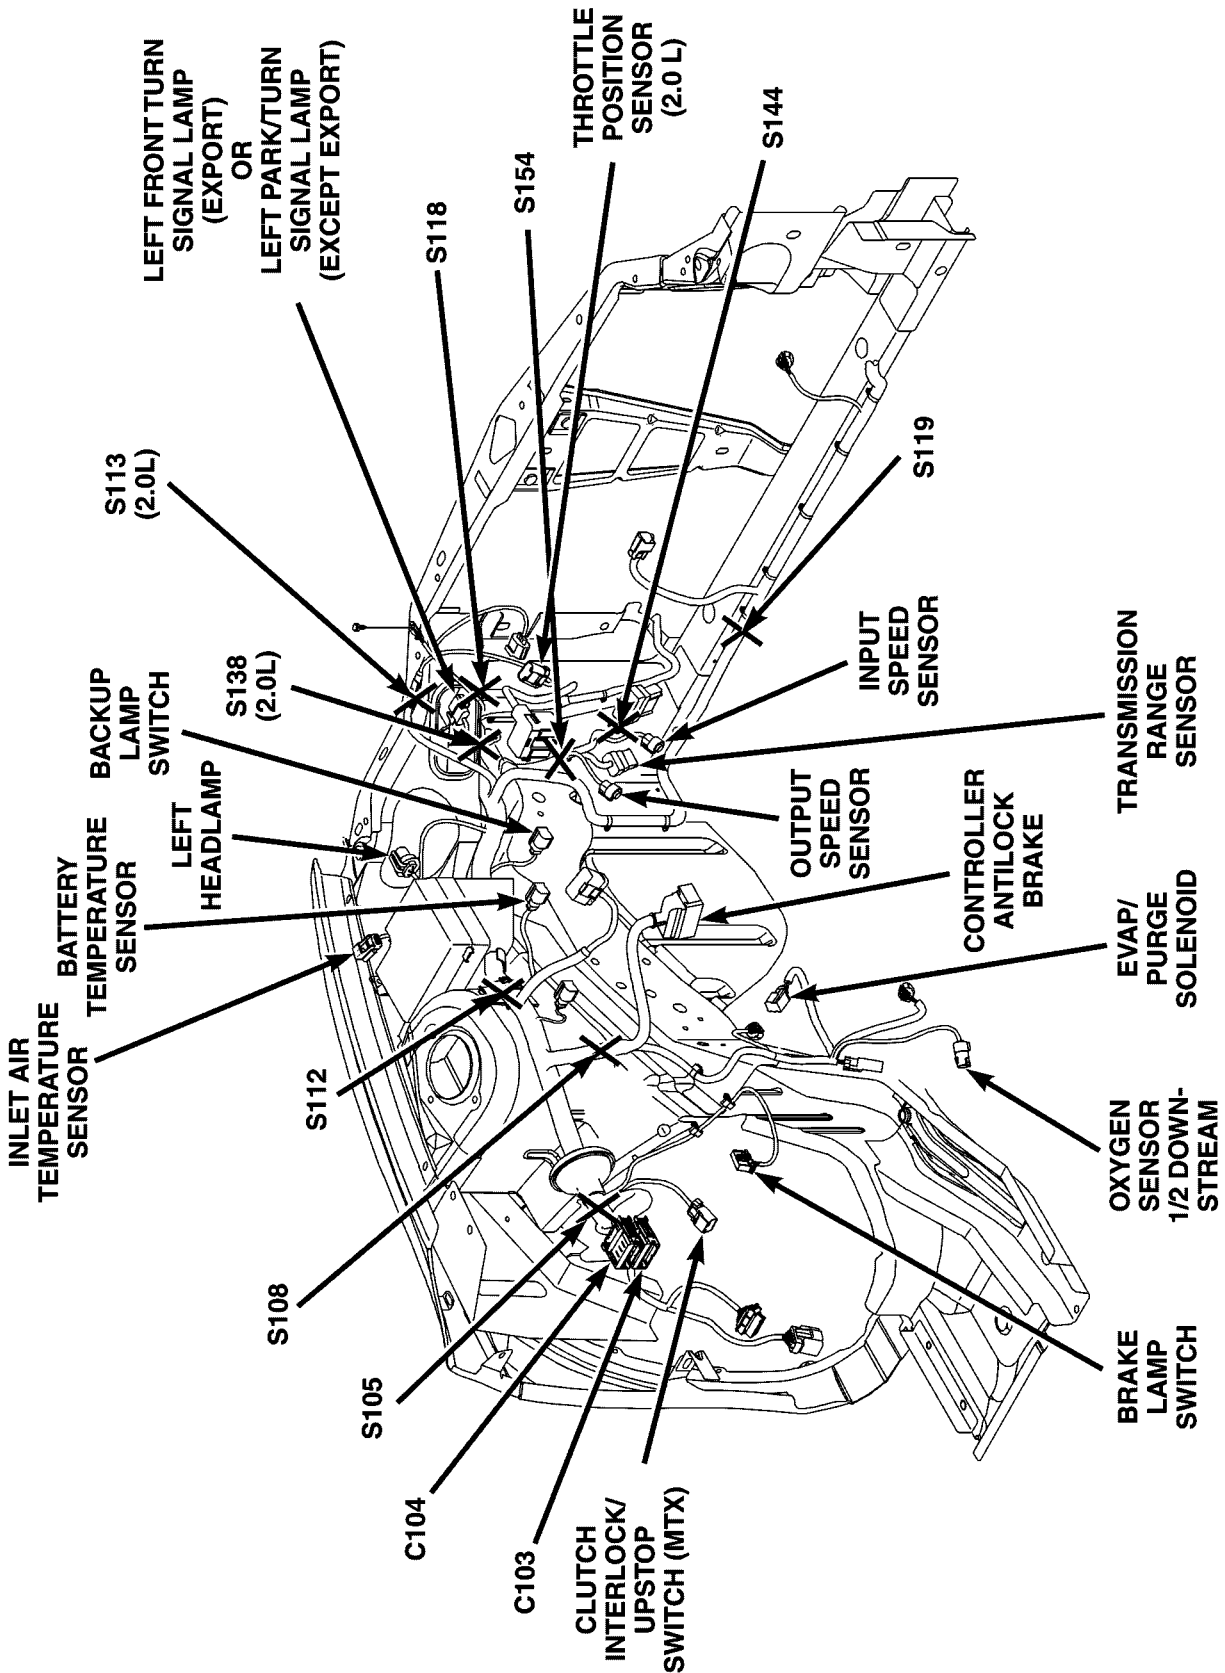 INLET AIR
TEMPERATURE
SENSOR
BATTERY
TEMPERATURE
SENSOR
LEFT
HEADLAMP
BACKUP
LAMP
SWITCH
S138
(2.0L)
S113
(2.0L)
LEFT FRONT TURN
SIGNAL LAMP
(EXPORT)
OR
LEFT PARK/TURN
SIGNAL LAMP
(EXCEPT EXPORT)
S118
S154
THROTTLE
POSITION
SENSOR
(2.0 L)
S144
S112
S108
S105
C104
C103
CLUTCH
INTERLOCK/
UPSTOP
SWITCH (MTX)
BRAKE
LAMP
SWITCH
OXYGEN
SENSOR
1/2 DOWN-
STREAM
EVAP/
PURGE
SOLENOID
CONTROLLER
ANTILOCK
BRAKE
OUTPUT
SPEED
SENSOR
TRANSMISSION
RANGE
SENSOR
INPUT
SPEED
SENSOR
S119